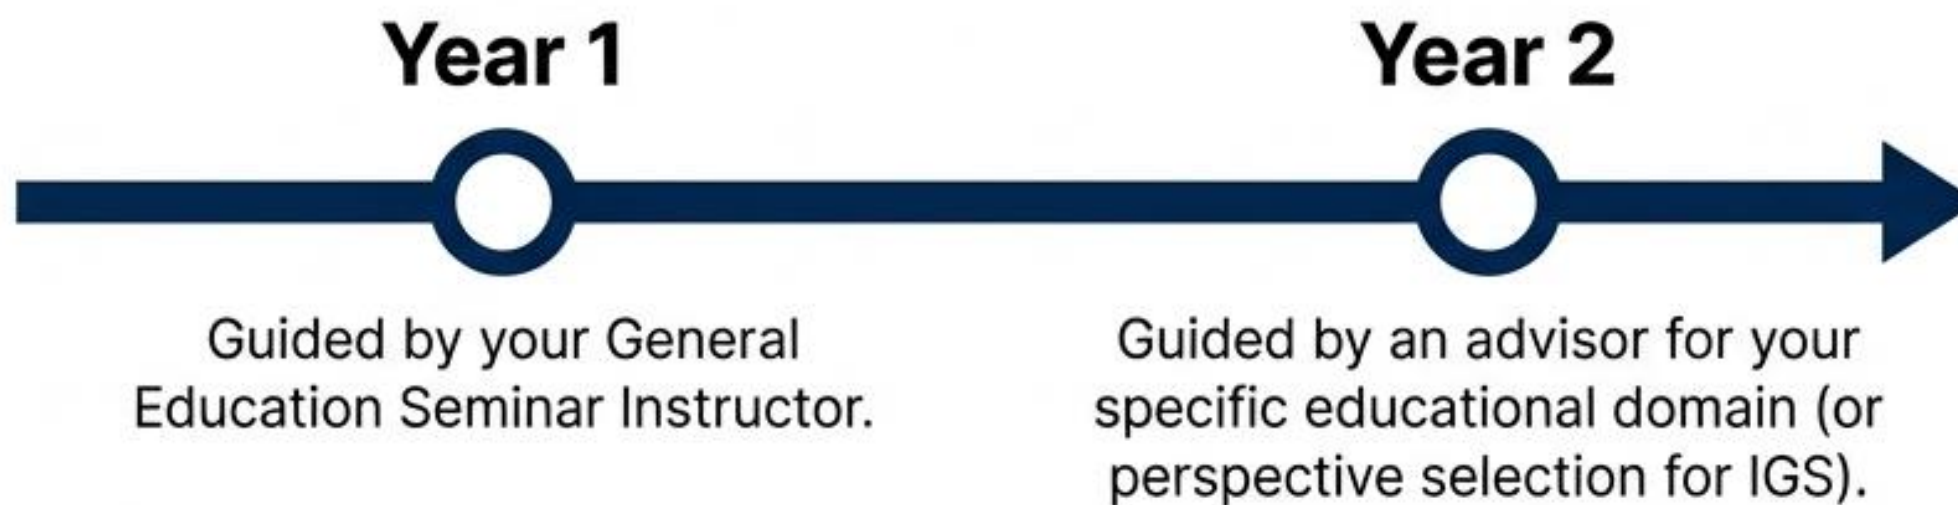 Year 1
Year 2
Guided by your General
Education Seminar Instructor.
Guided by an advisor for your
specific educational domain (or
perspective selection for IGS).